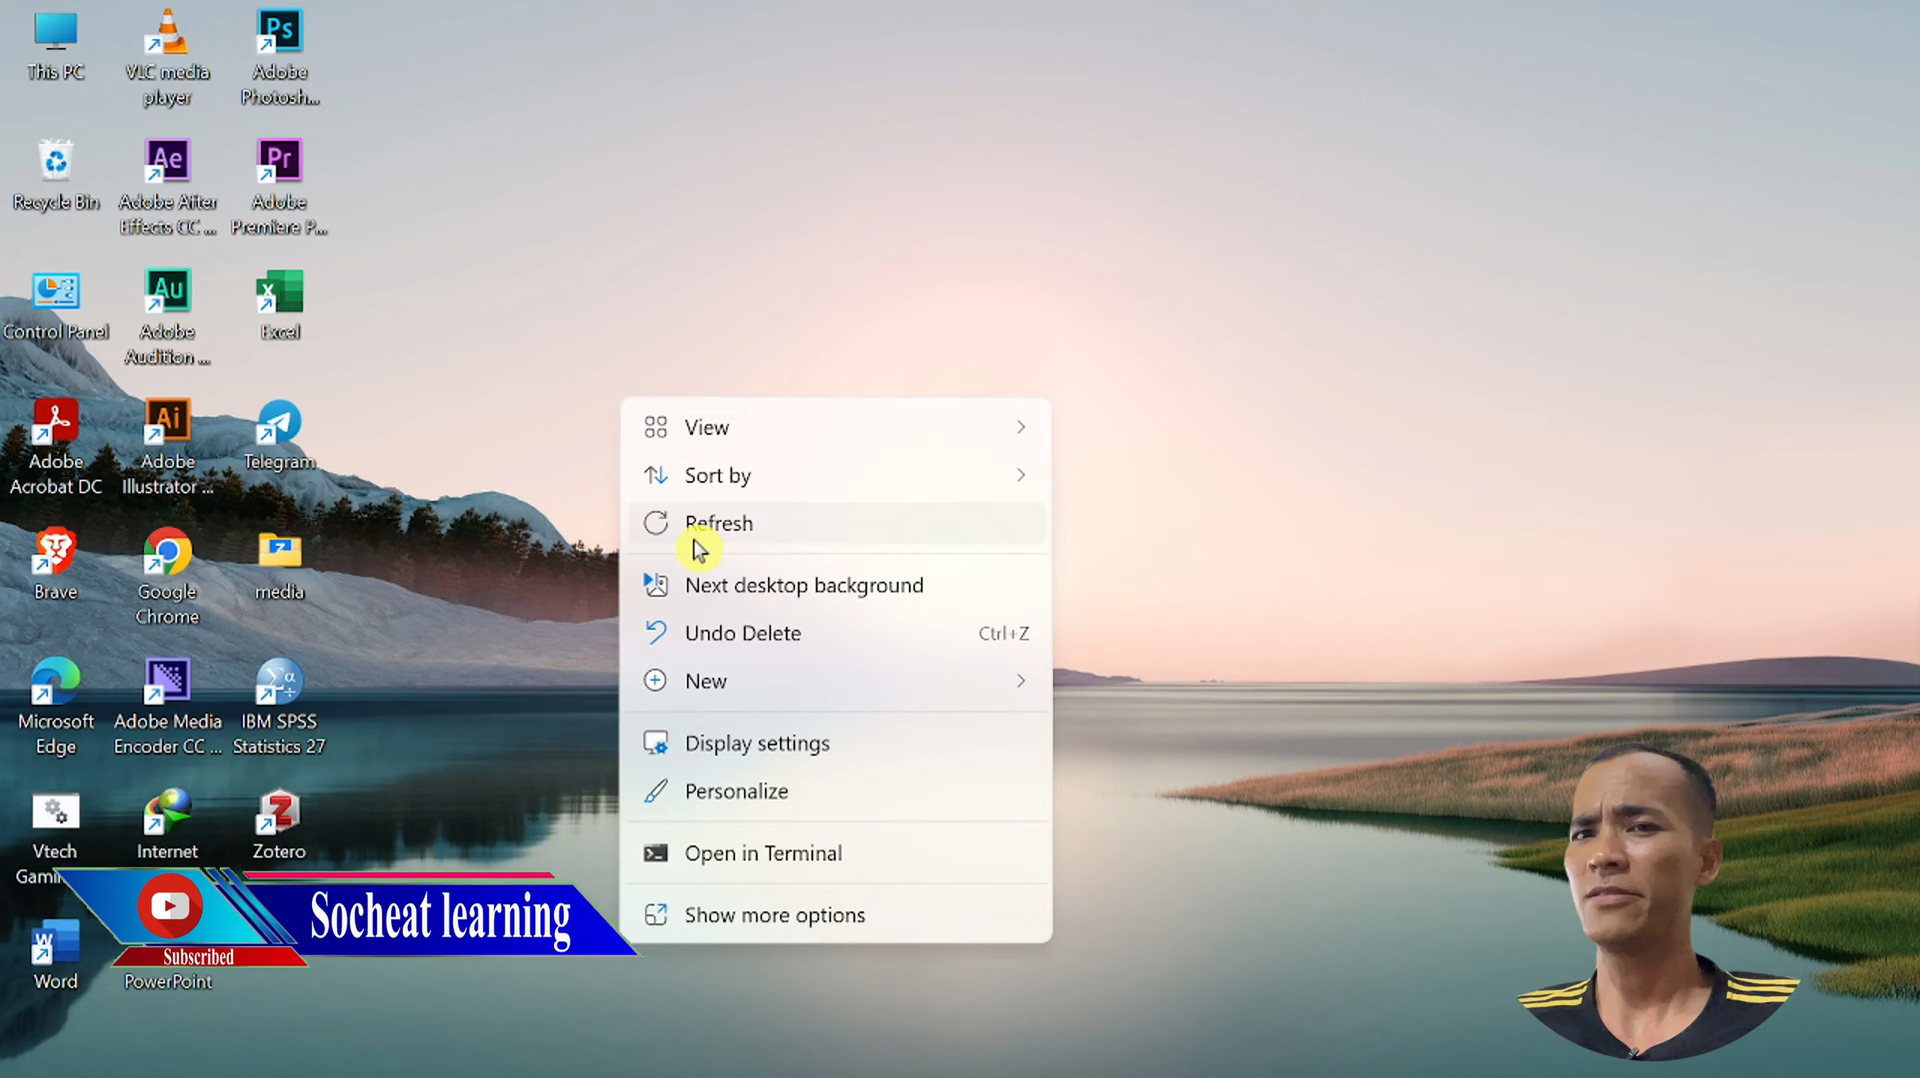 This PC
VLC media
player
Adobe
Photosh...
Recycle Bin
Adobe After
Effects CC ...
Adobe
Premiere P...
Control Panel
Adobe
Audition ...
Excel
Adobe
Acrobat DC
Adobe
Illustrator ...
Telegram
Brave
Google
Chrome
media
Microsoft
Edge
Adobe Media
Encoder CC ...
IBM SPSS
Statistics 27
Vtech
Internet
Zotero
Word
PowerPoint
View
Sort by
Refresh
Next desktop background
Undo Delete Ctrl+Z
New
Display settings
Personalize
Open in Terminal
Show more options
Socheat learning
Subscribed